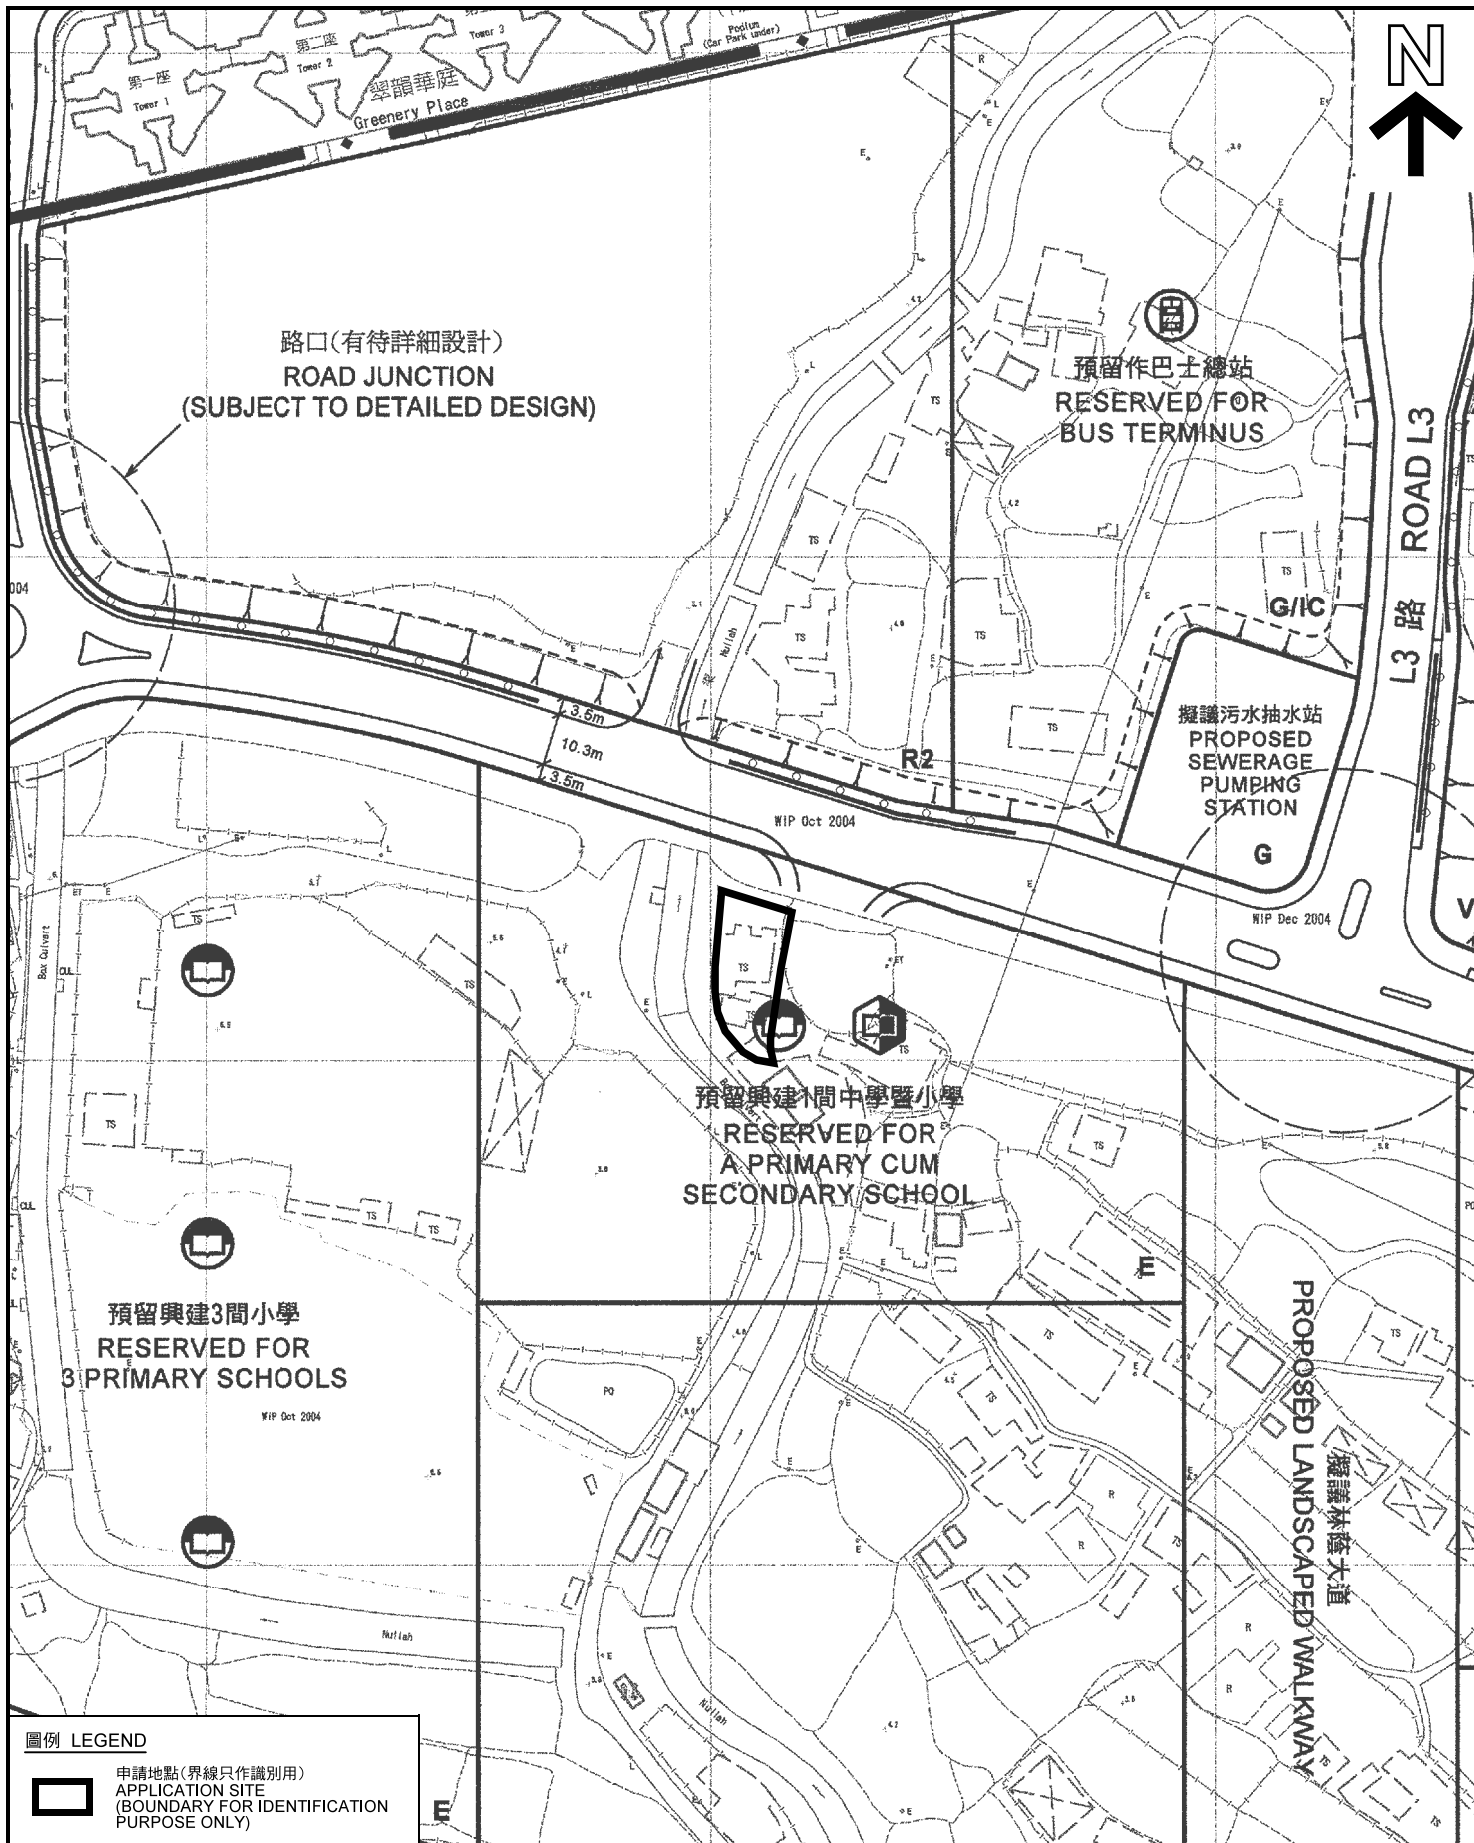 第一座
Tower 1
第二座
Tower 2
Tower 3
Podium
(Car Park under)
翠韻華庭
Greenery Place
N
路口(有待詳細設計)
ROAD JUNCTION
(SUBJECT TO DETAILED DESIGN)
預留作巴士總站
RESERVED FOR
BUS TERMINUS
ROAD L3
L3 路
G/IC
擬議污水抽水站
PROPOSED
SEWERAGE
PUMPING
STATION
G
R2
Nullah
3.5m
10.3m
3.5m
WIP Oct 2004
WIP Dec 2004
V
Box Culvert
預留興建1間中學暨小學
RESERVED FOR
A PRIMARY CUM
SECONDARY SCHOOL
E
預留興建3間小學
RESERVED FOR
3 PRIMARY SCHOOLS
WIP Oct 2004
擬議林蔭大道
PROPOSED LANDSCAPED WALKWAY
Nullah
Nullah
E
圖例 LEGEND
申請地點(界線只作識別用)
APPLICATION SITE
(BOUNDARY FOR IDENTIFICATION
PURPOSE ONLY)